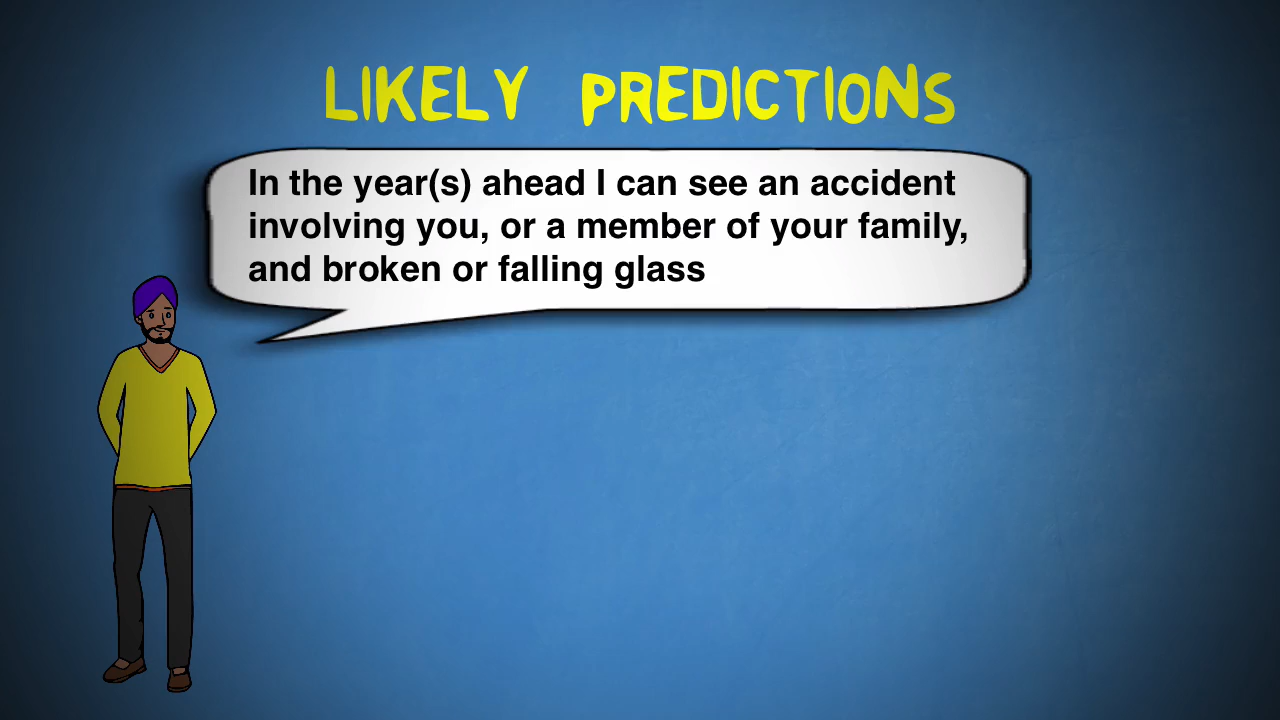 LIKELY PREDICTIONS
In the year(s) ahead I can see an accident
involving you, or a member of your family,
and broken or falling glass